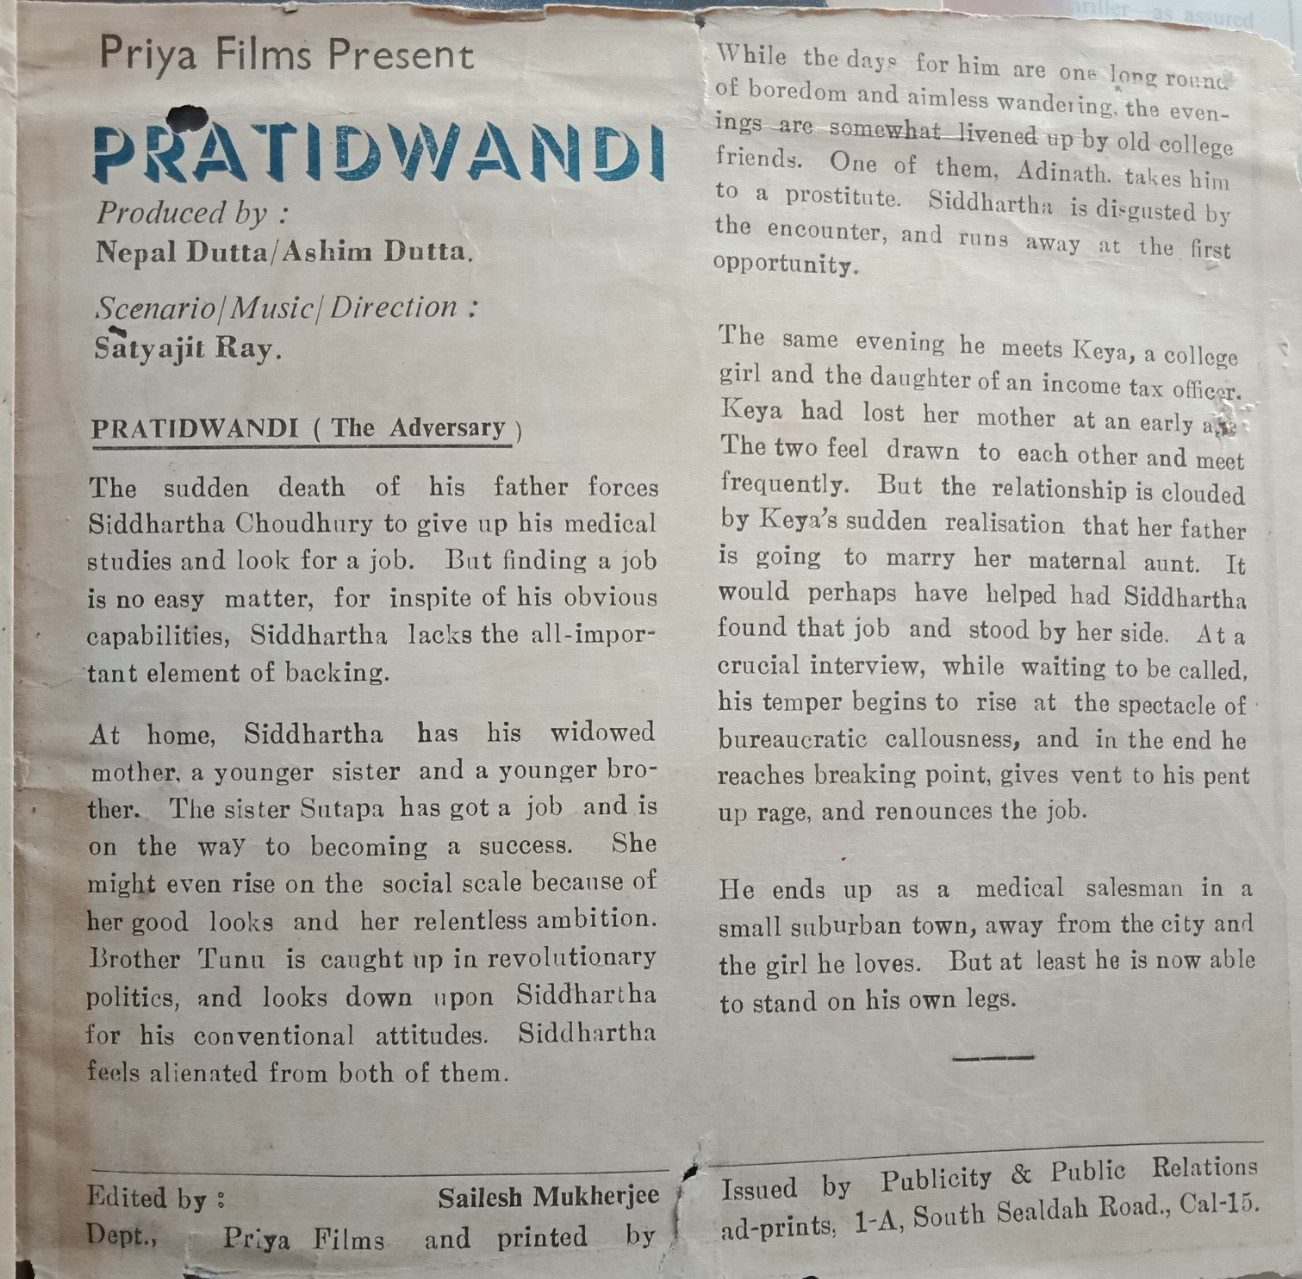 riller—as assured
Priya Films Present
PRATIDWANDI
Produced by :
Nepal Dutta/Ashim Dutta.
Scenario/Music/Direction :
Satyajit Ray.
PRATIDWANDI ( The Adversary )
The sudden death of his father forces
Siddhartha Choudhury to give up his medical
studies and look for a job. But finding a job
is no easy matter, for inspite of his obvious
capabilities, Siddhartha lacks the all-impor-
tant element of backing.
At home, Siddhartha has his widowed
mother, a younger sister and a younger bro-
ther. The sister Sutapa has got a job and is
on the way to becoming a success. She
might even rise on the social scale because of
her good looks and her relentless ambition.
Brother Tunu is caught up in revolutionary
politics, and looks down upon Siddhartha
for his conventional attitudes. Siddhartha
feels alienated from both of them.
While the days for him are one long round
of boredom and aimless wandering, the even-
ings are somewhat livened up by old college
friends. One of them, Adinath. takes him
to a prostitute. Siddhartha is disgusted by
the encounter, and runs away at the first
opportunity.
The same evening he meets Keya, a college
girl and the daughter of an income tax officer.
Keya had lost her mother at an early age.
The two feel drawn to each other and meet
frequently. But the relationship is clouded
by Keya's sudden realisation that her father
is going to marry her maternal aunt. It
would perhaps have helped had Siddhartha
found that job and stood by her side. At a
crucial interview, while waiting to be called,
his temper begins to rise at the spectacle of
bureaucratic callousness, and in the end he
reaches breaking point, gives vent to his pent
up rage, and renounces the job.
He ends up as a medical salesman in a
small suburban town, away from the city and
the girl he loves. But at least he is now able
to stand on his own legs.
Edited by : Sailesh Mukherjee Issued by Publicity & Public Relations
Dept., Priya Films and printed by ad-prints, 1-A, South Sealdah Road., Cal-15.